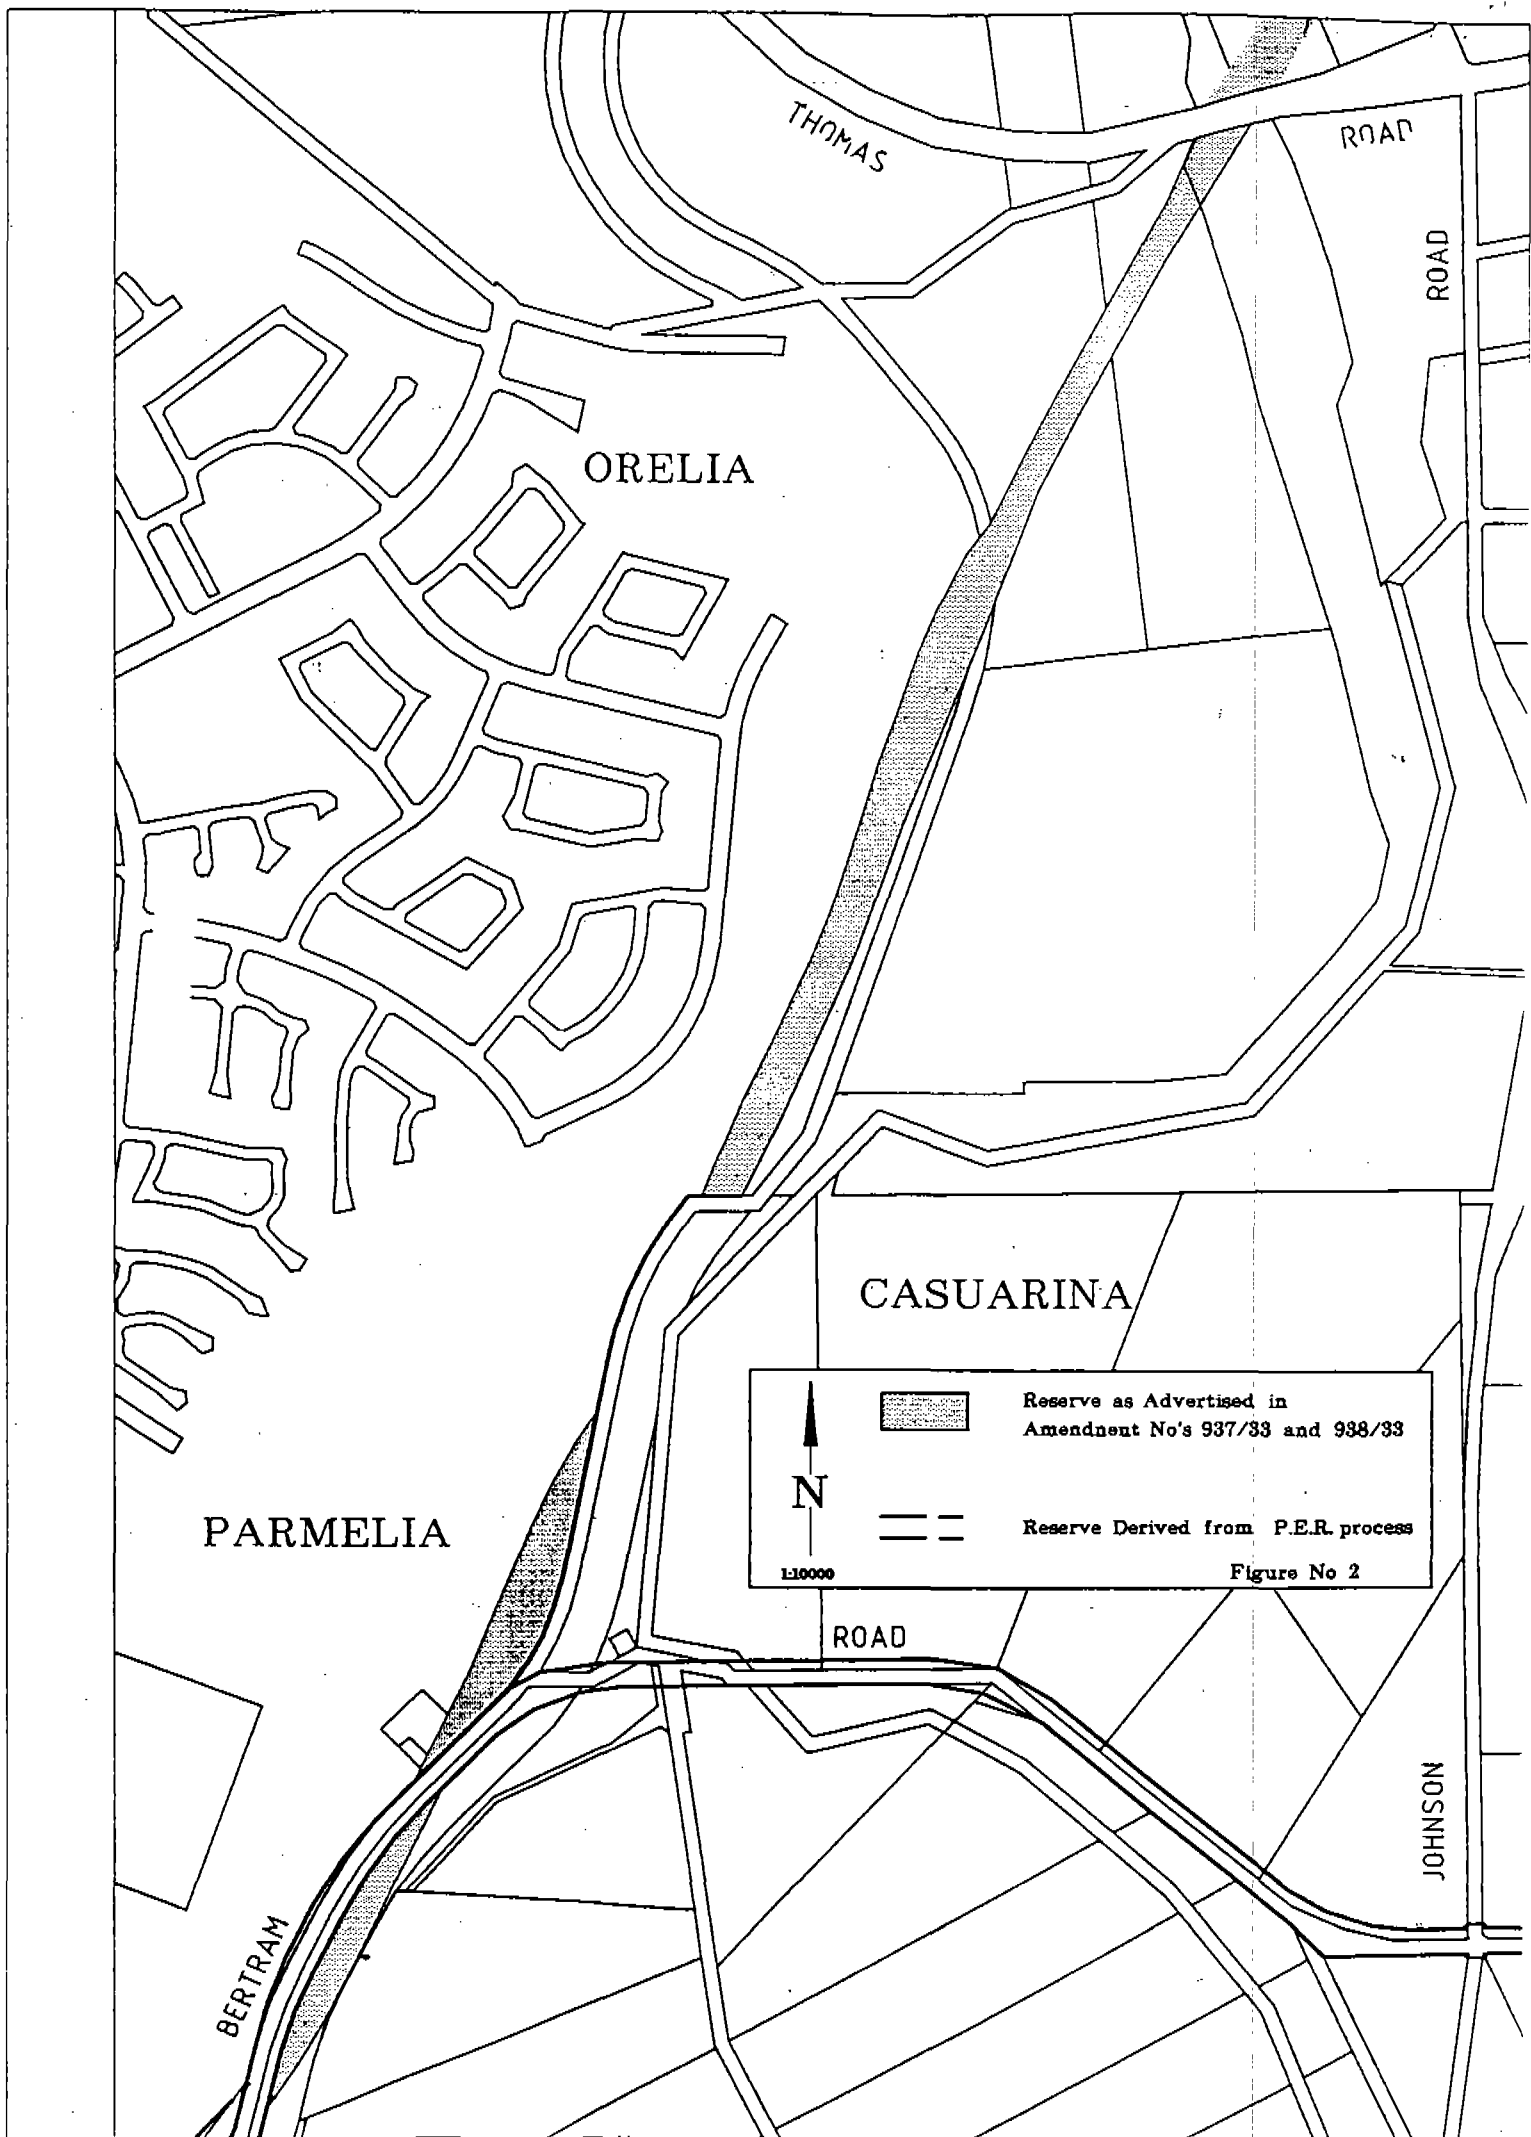 THOMAS
ROAD
ROAD
ORELIA
CASUARINA
Reserve as Advertised in
Amendnent No's 937/33 and 938/33
N
PARMELIA
Reserve Derived from P.E.R. process
1:10000
Figure No 2
ROAD
JOHNSON
BERTRAM